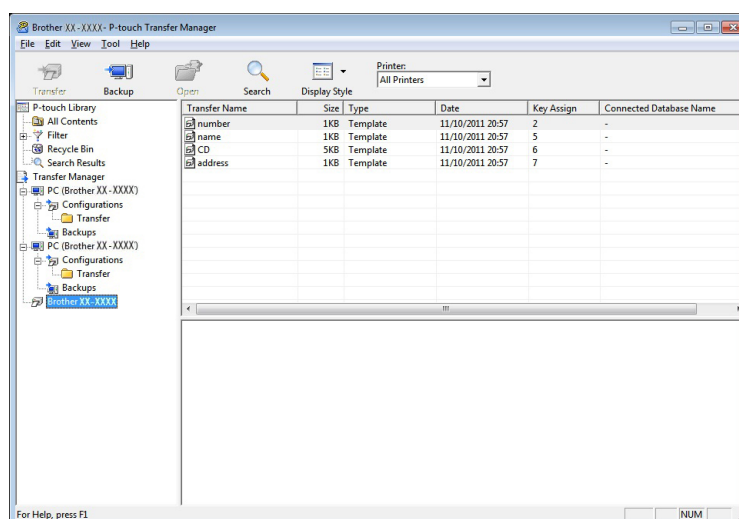 Brother XX-XXXX- P-touch Transfer Manager
File Edit View Tool Help
Transfer Backup Open Search Display Style Printer: All Printers
P-touch Library
All Contents
Filter
Recycle Bin
Search Results
Transfer Manager
PC (Brother XX-XXXX)
Configurations
Transfer
Backups
PC (Brother XX-XXXX)
Configurations
Transfer
Backups
Brother XX-XXXX
Transfer Name Size Type Date Key Assign Connected Database Name
number 1KB Template 11/10/2011 20:57 2 -
name 1KB Template 11/10/2011 20:57 5 -
CD 5KB Template 11/10/2011 20:57 6 -
address 1KB Template 11/10/2011 20:57 7 -
For Help, press F1 NUM